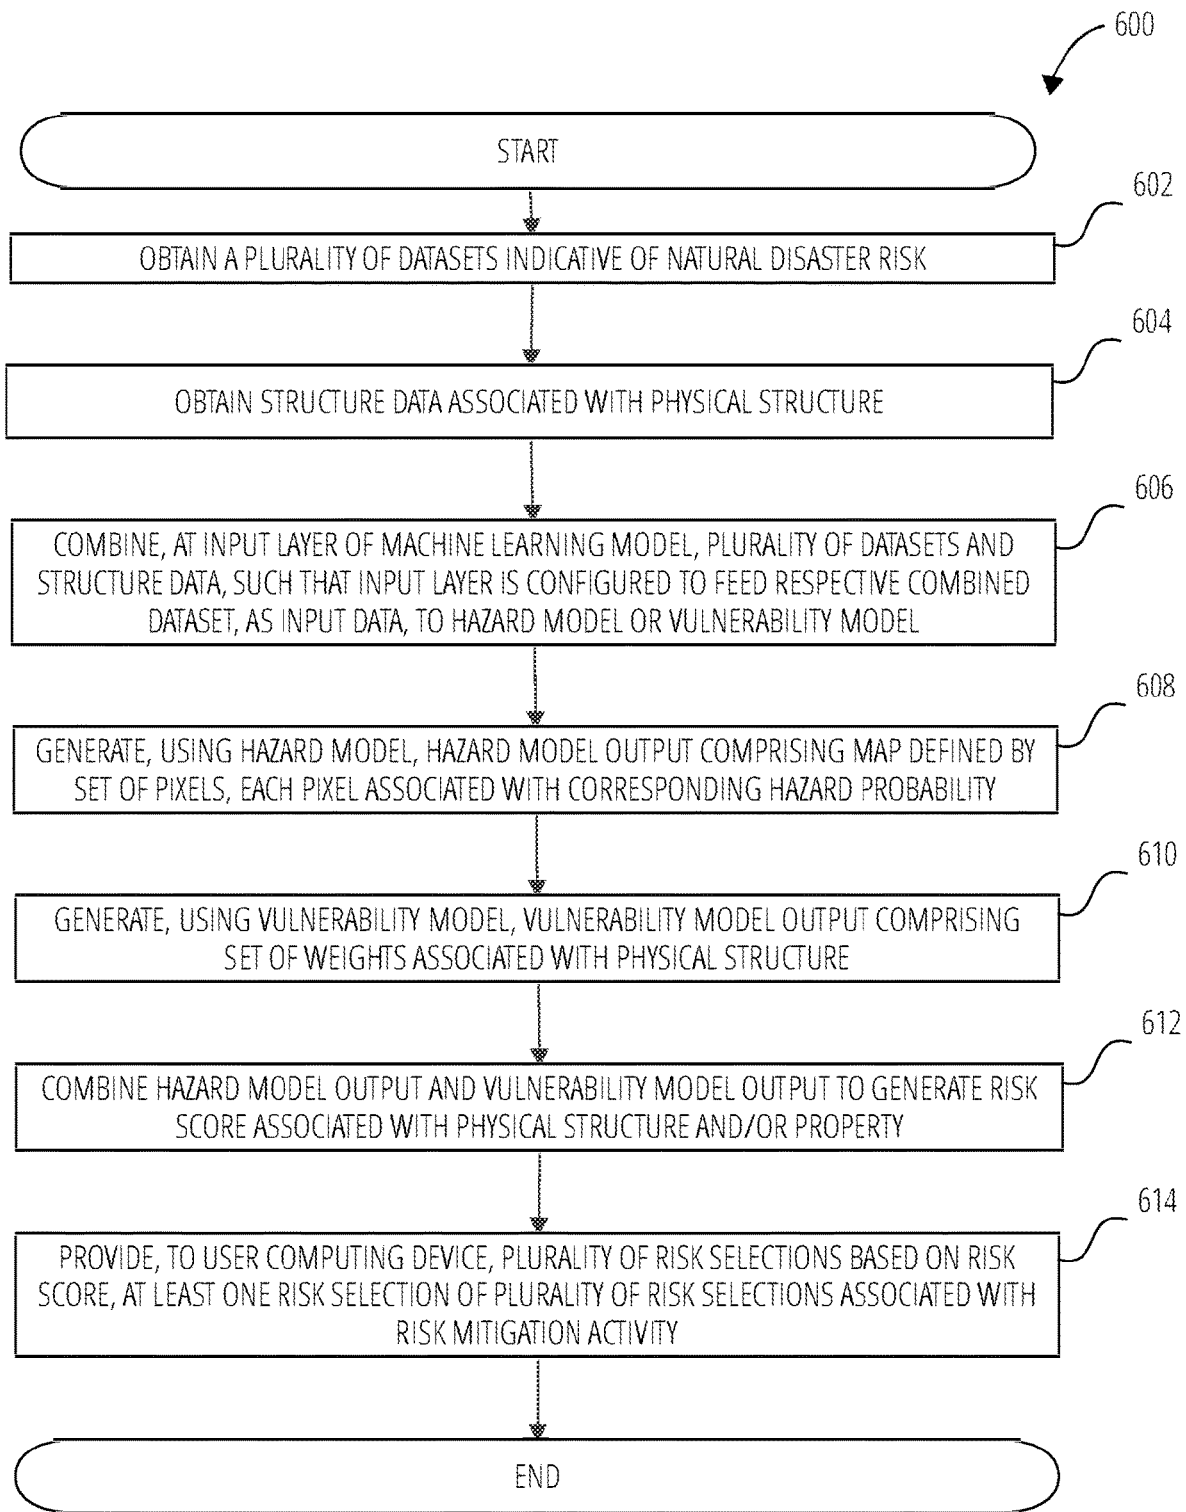 600
START
602
OBTAIN A PLURALITY OF DATASETS INDICATIVE OF NATURAL DISASTER RISK
604
OBTAIN STRUCTURE DATA ASSOCIATED WITH PHYSICAL STRUCTURE
606
COMBINE, AT INPUT LAYER OF MACHINE LEARNING MODEL, PLURALITY OF DATASETS AND
STRUCTURE DATA, SUCH THAT INPUT LAYER IS CONFIGURED TO FEED RESPECTIVE COMBINED
DATASET, AS INPUT DATA, TO HAZARD MODEL OR VULNERABILITY MODEL
608
GENERATE, USING HAZARD MODEL, HAZARD MODEL OUTPUT COMPRISING MAP DEFINED BY
SET OF PIXELS, EACH PIXEL ASSOCIATED WITH CORRESPONDING HAZARD PROBABILITY
610
GENERATE, USING VULNERABILITY MODEL, VULNERABILITY MODEL OUTPUT COMPRISING
SET OF WEIGHTS ASSOCIATED WITH PHYSICAL STRUCTURE
612
COMBINE HAZARD MODEL OUTPUT AND VULNERABILITY MODEL OUTPUT TO GENERATE RISK
SCORE ASSOCIATED WITH PHYSICAL STRUCTURE AND/OR PROPERTY
614
PROVIDE, TO USER COMPUTING DEVICE, PLURALITY OF RISK SELECTIONS BASED ON RISK
SCORE, AT LEAST ONE RISK SELECTION OF PLURALITY OF RISK SELECTIONS ASSOCIATED WITH
RISK MITIGATION ACTIVITY
END